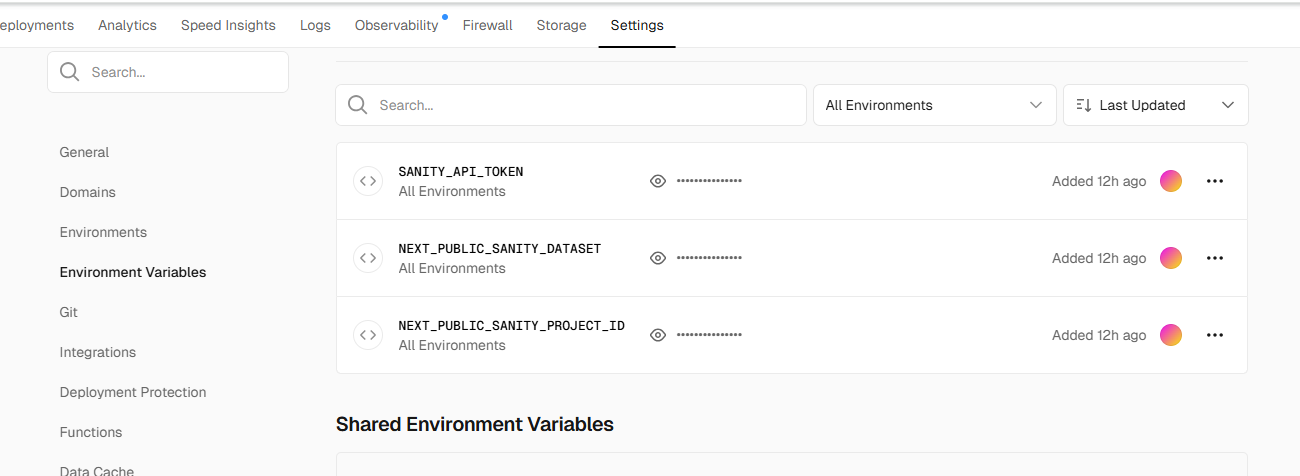 eployments Analytics Speed Insights Logs Observability Firewall Storage Settings
Search...
Search...
All Environments
Last Updated
General
Domains
Environments
Environment Variables
Git
Integrations
Deployment Protection
Functions
Data Cache
SANITY_API_TOKEN
All Environments
•••••••••••••••
Added 12h ago
NEXT_PUBLIC_SANITY_DATASET
All Environments
•••••••••••••••
Added 12h ago
NEXT_PUBLIC_SANITY_PROJECT_ID
All Environments
•••••••••••••••
Added 12h ago
Shared Environment Variables